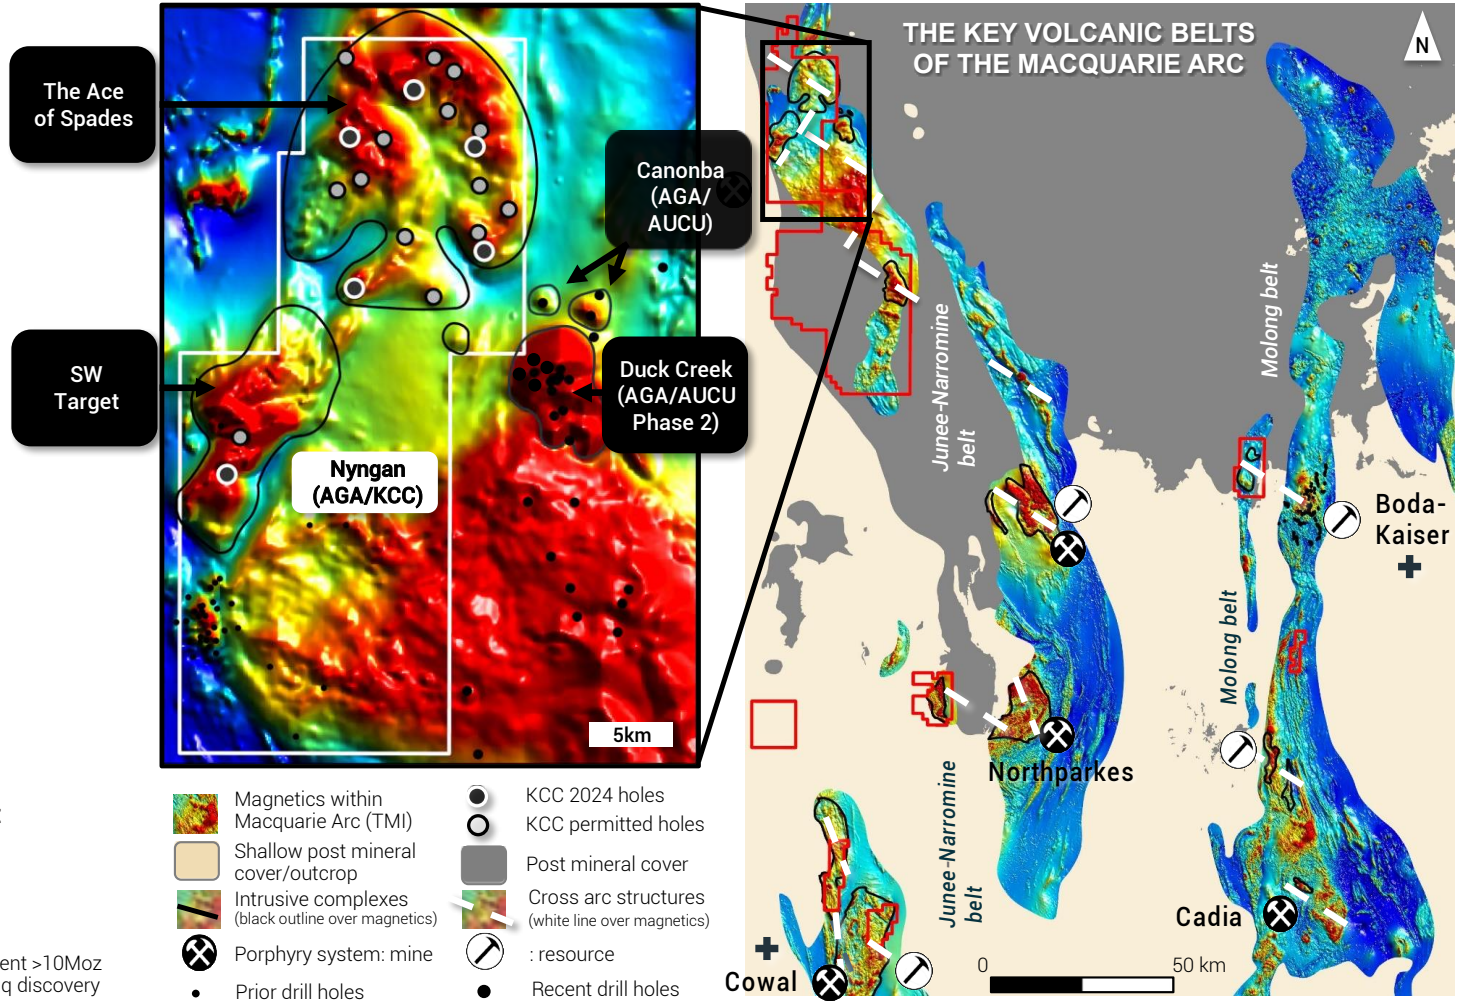 THE KEY VOLCANIC BELTS
OF THE MACQUARIE ARC
N
The Ace
of Spades
Canonba
(AGA/
AUCU)
SW
Target
Duck Creek
(AGA/AUCU
Phase 2)
Nyngan
(AGA/KCC)
5km
Junee-Narromine
belt
Molong belt
Boda-
Kaiser
Molong belt
Northparkes
Junee-Narromine
belt
Cadia
Cowal
0 50 km
Magnetics within
Macquarie Arc (TMI)
Shallow post mineral
cover/outcrop
Intrusive complexes
(black outline over magnetics)
Porphyry system: mine
Prior drill holes
KCC 2024 holes
KCC permitted holes
Post mineral cover
Cross arc structures
(white line over magnetics)
: resource
Recent drill holes
ent >10Moz
q discovery